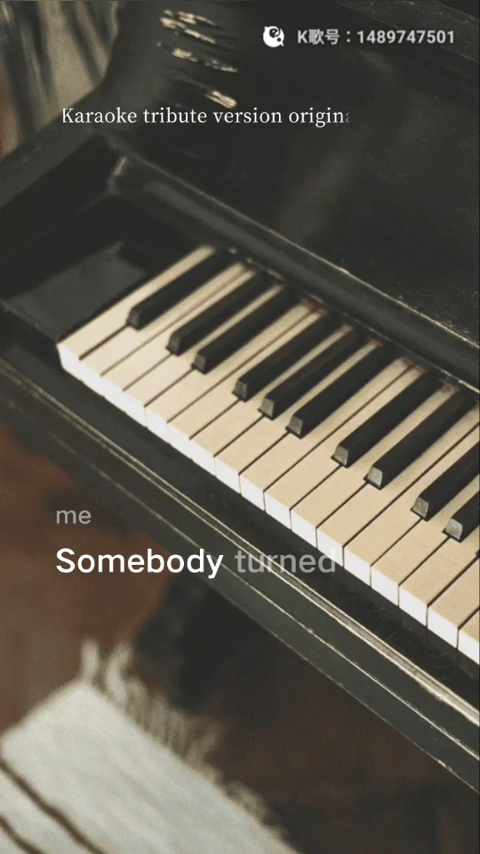 K歌号：1489747501
Karaoke tribute version origin
me
Somebody turned